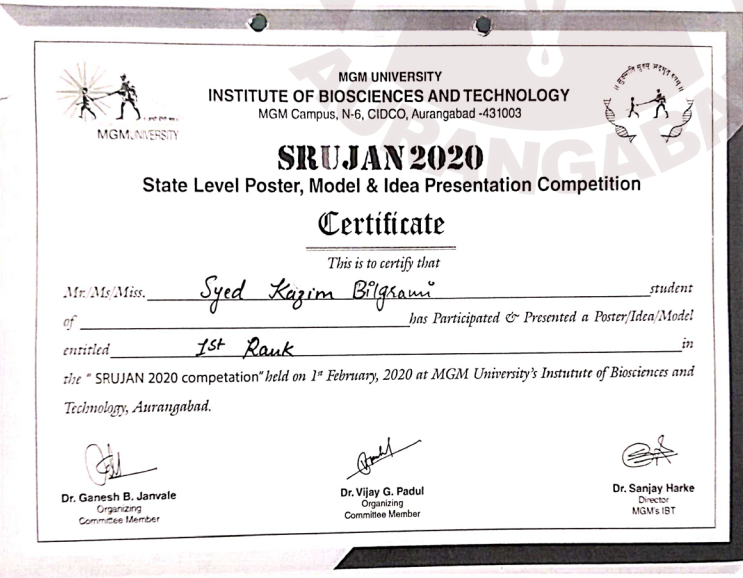 MGM UNIVERSITY
INSTITUTE OF BIOSCIENCES AND TECHNOLOGY
MGM Campus, N-6, CIDCO, Aurangabad -431003
MGM UNIVERSITY
AURANGABAD
SRUJAN 2020
State Level Poster, Model & Idea Presentation Competition
Certificate
This is to certify that
Mr./Ms/Miss. Syed Kazim Bilgrami student
of has Participated & Presented a Poster/Idea/Model
entitled 1st Rank in
the " SRUJAN 2020 competation" held on 1st February, 2020 at MGM University's Instutute of Biosciences and
Technology, Aurangabad.
Dr. Ganesh B. Janvale
Organizing
Committee Member
Dr. Vijay G. Padul
Organizing
Committee Member
Dr. Sanjay Harke
Director
MGM's IBT